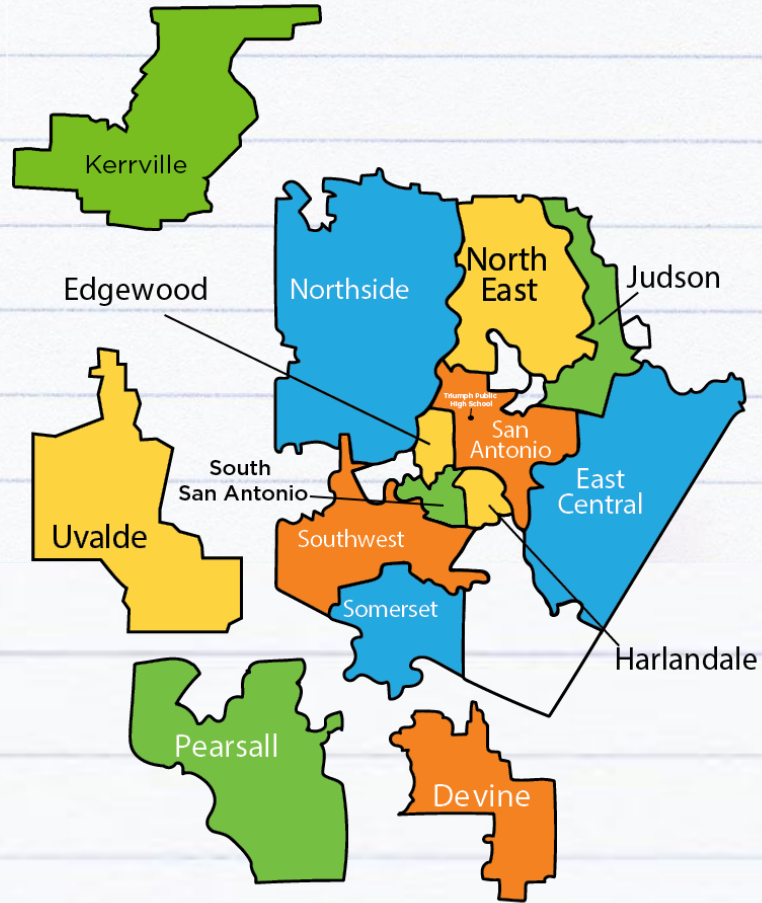 Kerrville
Edgewood
Northside
North
East
Judson
Triumph Public
High School
San
Antonio
South
San Antonio
East
Central
Uvalde
Southwest
Somerset
Harlandale
Pearsall
Devine